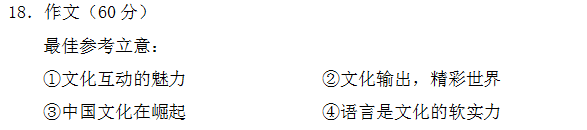 18．作文（60 分）
最佳参考立意：
①文化互动的魅力 ②文化输出，精彩世界
③中国文化在崛起 ④语言是文化的软实力